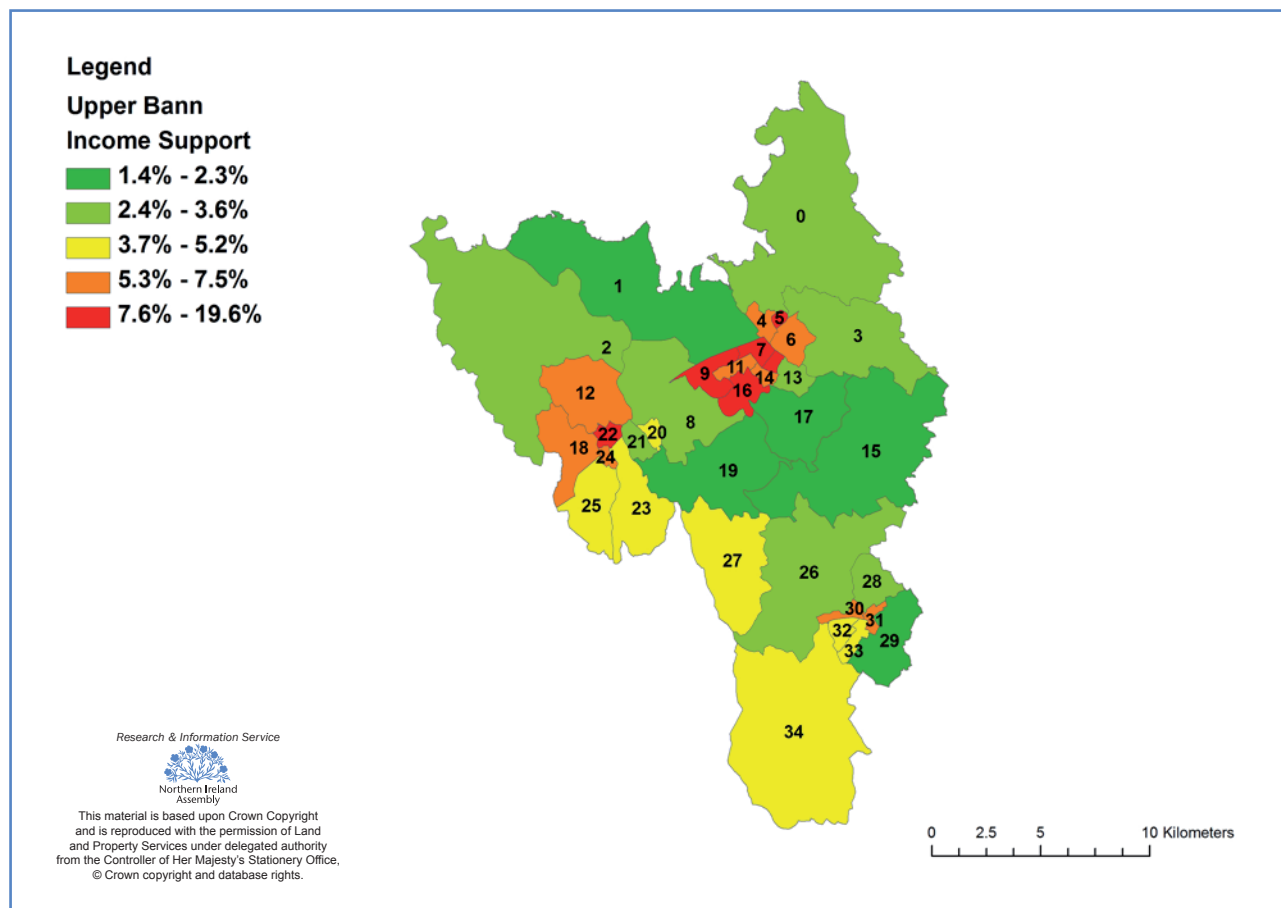 Legend
Upper Bann
Income Support
1.4% - 2.3%
2.4% - 3.6%
3.7% - 5.2%
5.3% - 7.5%
7.6% - 19.6%
0
1
2
3
4
5
6
7
8
9
11
12
13
14
15
16
17
18
19
20
21
22
23
24
25
26
27
28
29
30
31
32
33
34
Research & Information Service
Northern Ireland
Assembly
This material is based upon Crown Copyright
and is reproduced with the permission of Land
and Property Services under delegated authority
from the Controller of Her Majesty's Stationery Office,
© Crown copyright and database rights.
0 2.5 5 10 Kilometers